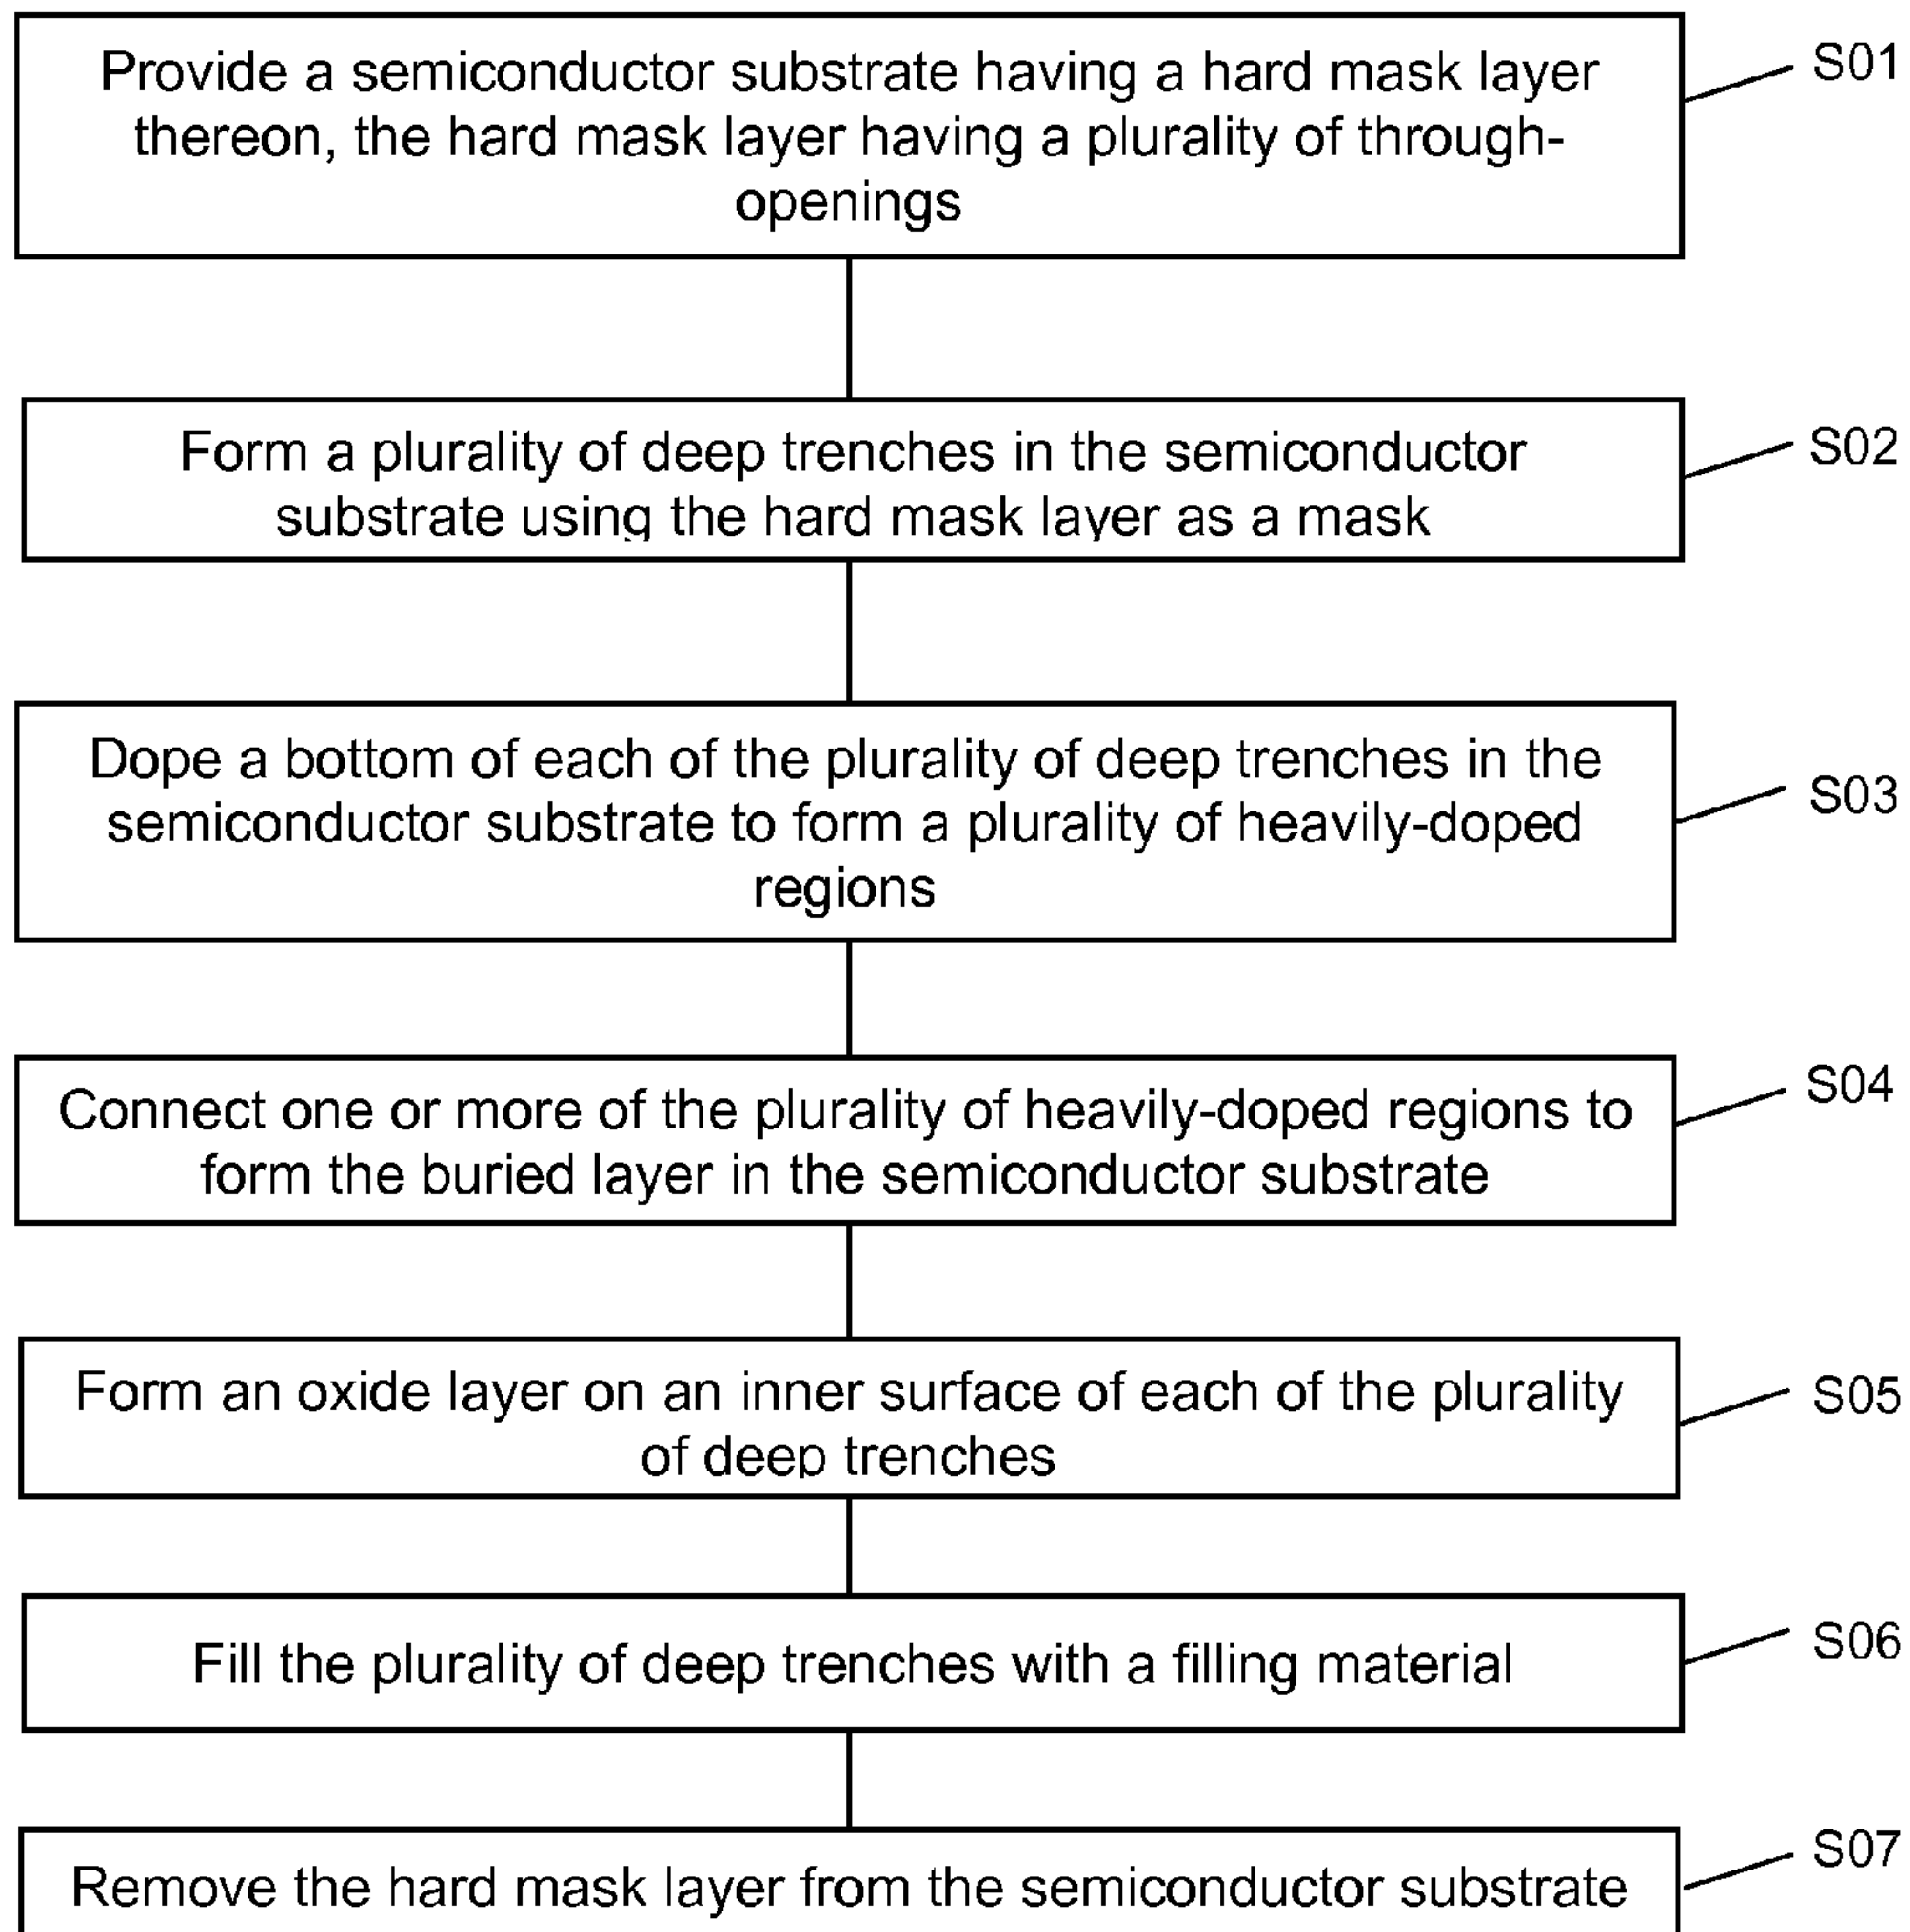 Provide a semiconductor substrate having a hard mask layer
thereon, the hard mask layer having a plurality of through-
openings
S01
Form a plurality of deep trenches in the semiconductor
substrate using the hard mask layer as a mask
S02
Dope a bottom of each of the plurality of deep trenches in the
semiconductor substrate to form a plurality of heavily-doped
regions
S03
Connect one or more of the plurality of heavily-doped regions to
form the buried layer in the semiconductor substrate
S04
Form an oxide layer on an inner surface of each of the plurality
of deep trenches
S05
Fill the plurality of deep trenches with a filling material
S06
Remove the hard mask layer from the semiconductor substrate
S07